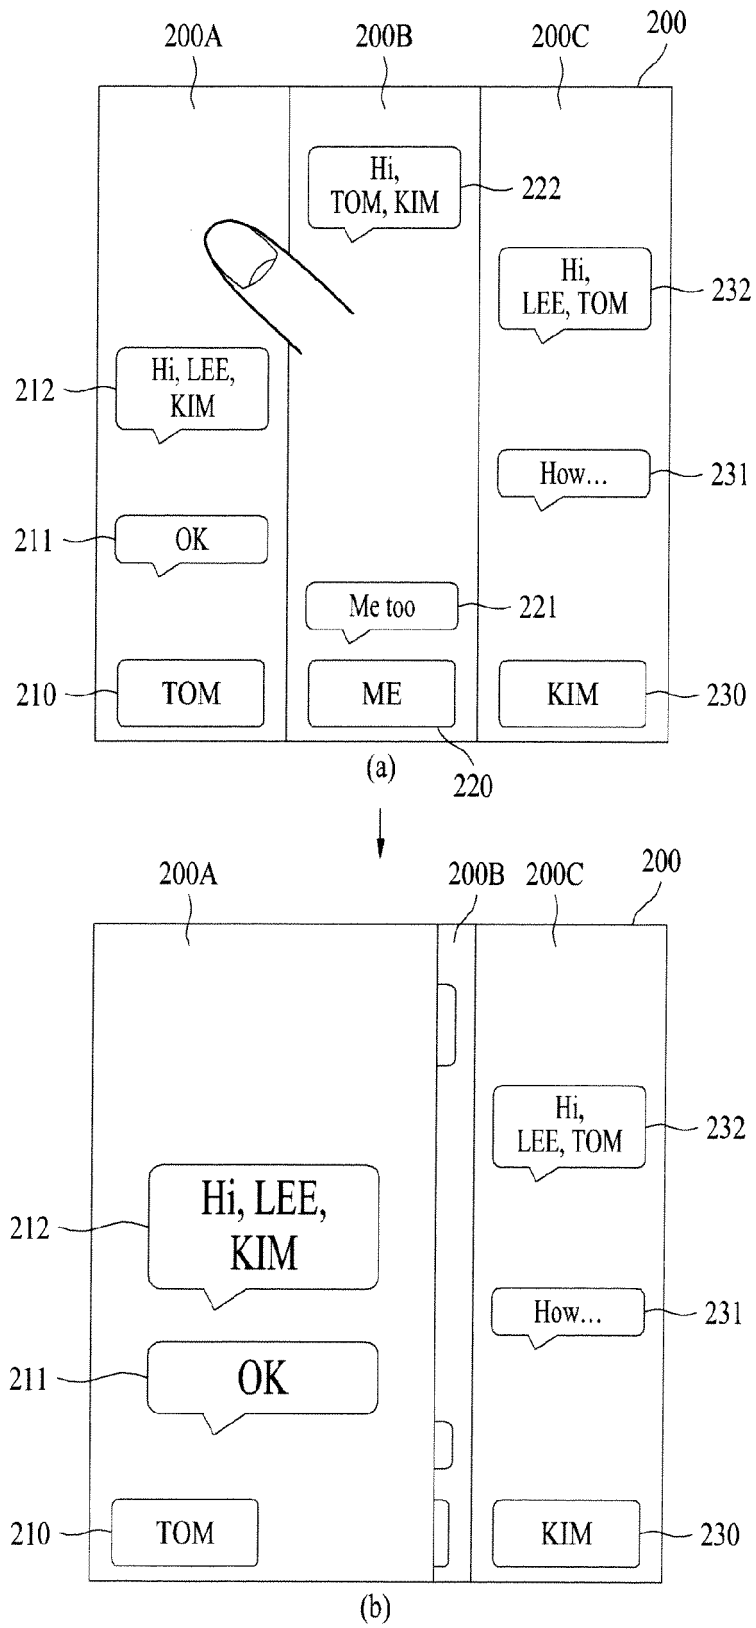 200A
200B
200C
200
Hi,
TOM, KIM
222
Hi,
LEE, TOM
232
212
Hi, LEE,
KIM
How...
231
211
OK
Me too
221
210
TOM
ME
KIM
230
220
(a)
200A
200B
200C
200
Hi,
LEE, TOM
232
212
Hi, LEE,
KIM
How...
231
211
OK
210
TOM
KIM
230
(b)